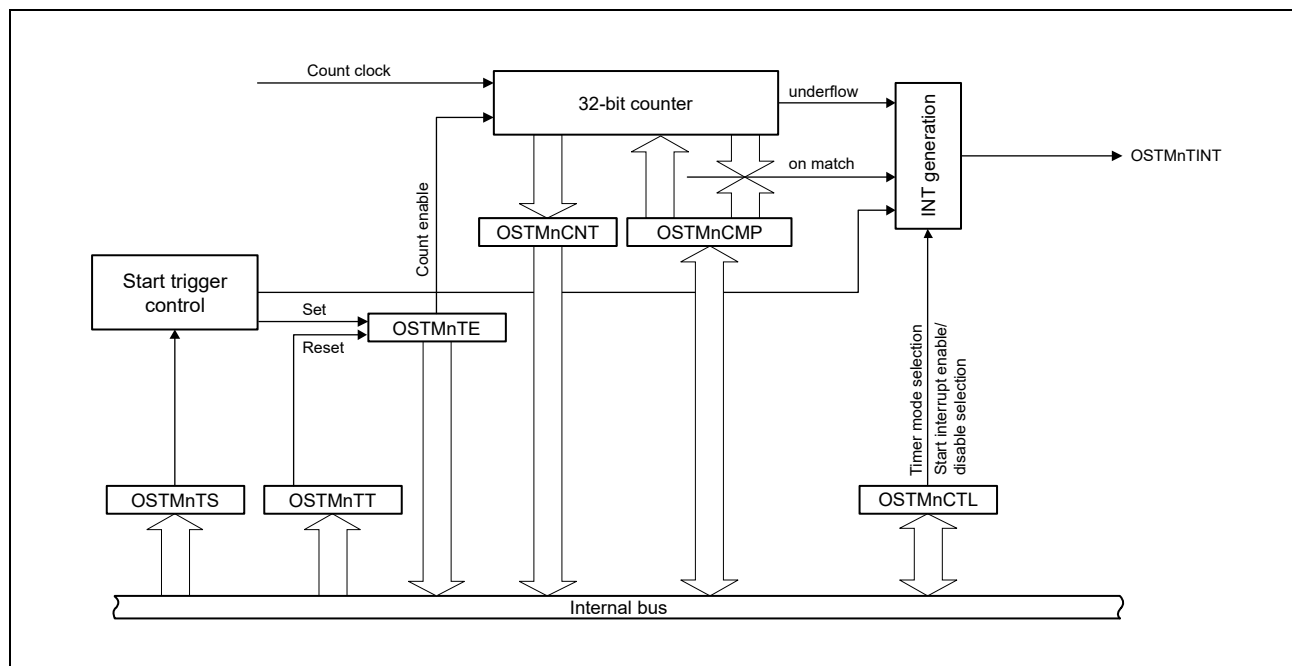 Count clock
32-bit counter
underflow
on match
INT generation
OSTMnTINT
Count enable
OSTMnCNT
OSTMnCMP
Start trigger
control
Set
OSTMnTE
Reset
Timer mode selection
Start interrupt enable/
disable selection
OSTMnTS
OSTMnTT
OSTMnCTL
Internal bus